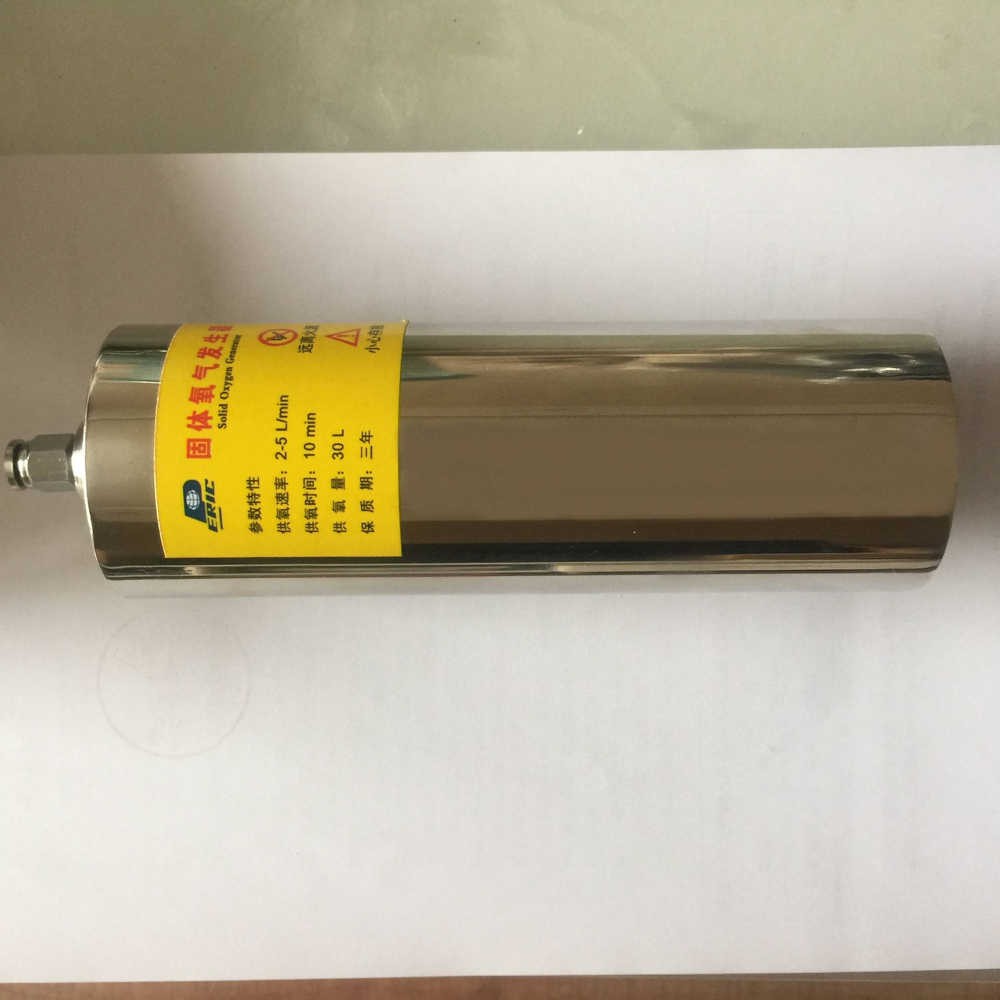 PERIC
固体氧气发生器
Solid Oxygen Generator
参数特性
供氧速率：2-5 L/min
供氧时间：10 min
供 氧 量：30 L
保 质 期：三年
远离火源
小心存放